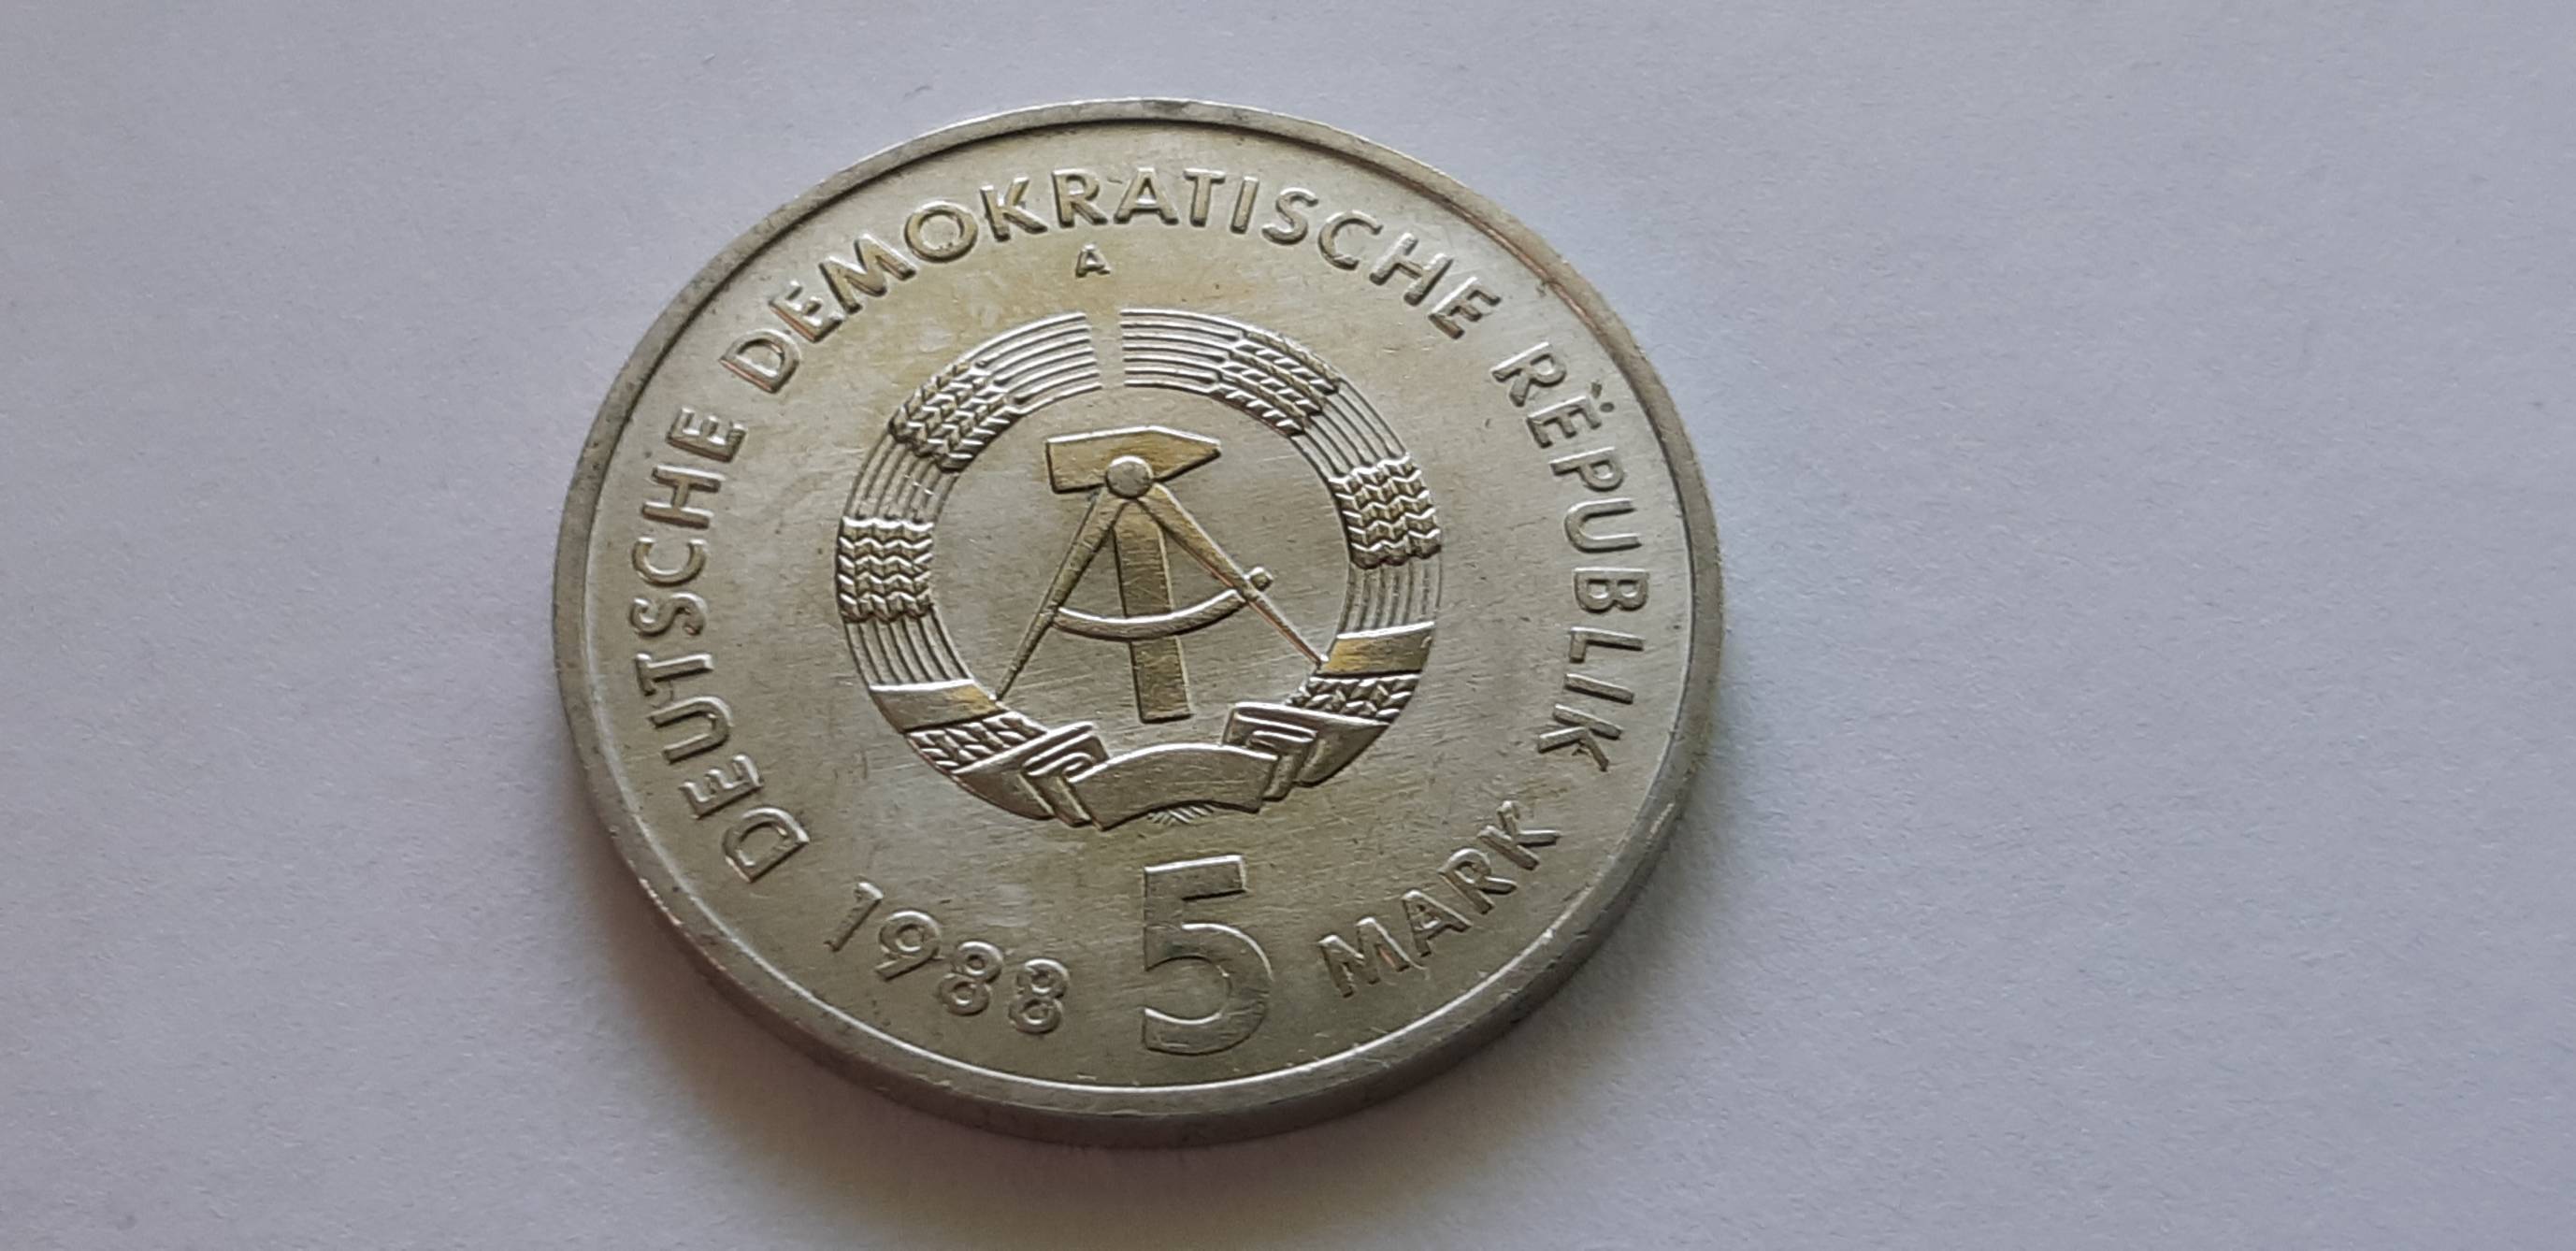 DEUTSCHE DEMOKRATISCHE REPUBLIK
A
1988 5 MARK